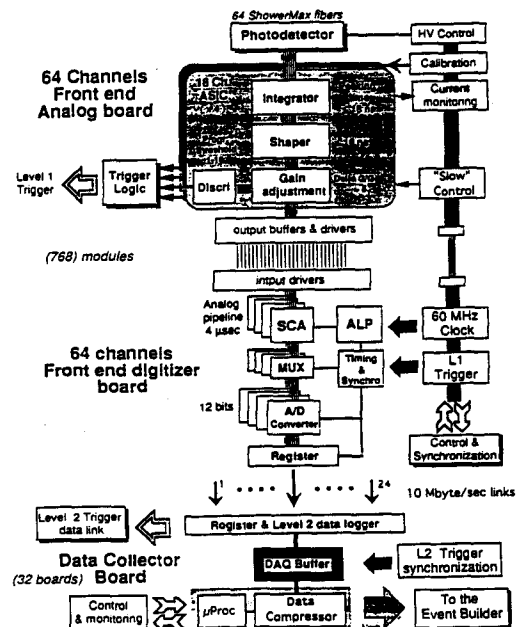 64 ShowerMax fibers
Photodetector
HV Control
Calibration
64 Channels
Front end
Analog board
ASIC
Integrator
Current
monitoring
Shaper
Level 1
Trigger
Trigger
Logic
Discri
Gain
adjustment
"Slow"
Control
output buffers & drivers
(768) modules
intput drivers
Analog
pipeline
4 µsec
SCA
ALP
60 MHz
Clock
64 channels
Front end digitizer
board
MUX
Timing
&
Synchro
L1
Trigger
12 bits
A/D
Converter
Control &
Synchronization
Register
1
24
10 Mbyte/sec links
Level 2 Trigger
data link
Register & Level 2 data logger
Data Collector
Board
(32 boards)
DAQ Buffer
L2 Trigger
synchronization
Control
& monitoring
µProc
Data
Compressor
To the
Event Builder